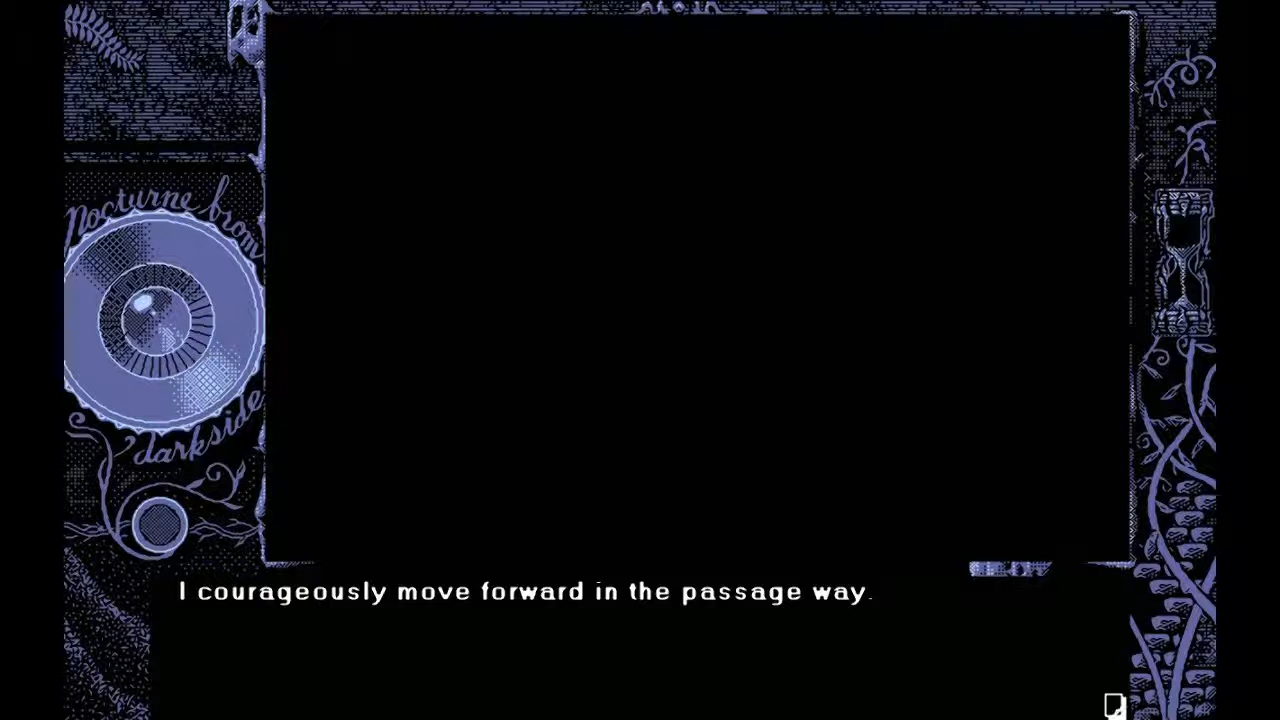 Nocturne from
darkside
I courageously move forward in the passage way.